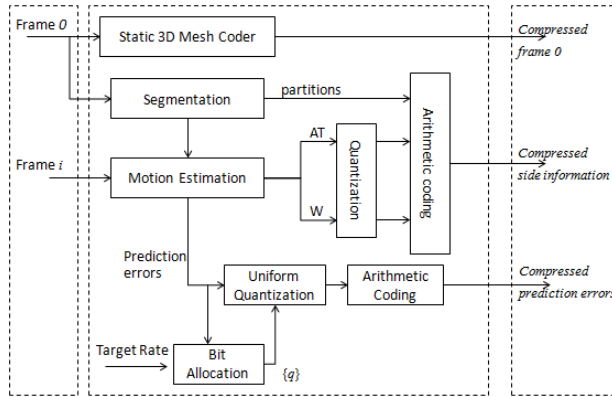 Frame 0
Static 3D Mesh Coder
Compressed
frame 0
Segmentation
partitions
Arithmetic coding
Frame i
Motion Estimation
AT
W
Quantization
Compressed
side information
Prediction
errors
Uniform
Quantization
Arithmetic
Coding
Compressed
prediction errors
Target Rate
Bit
Allocation
{q}